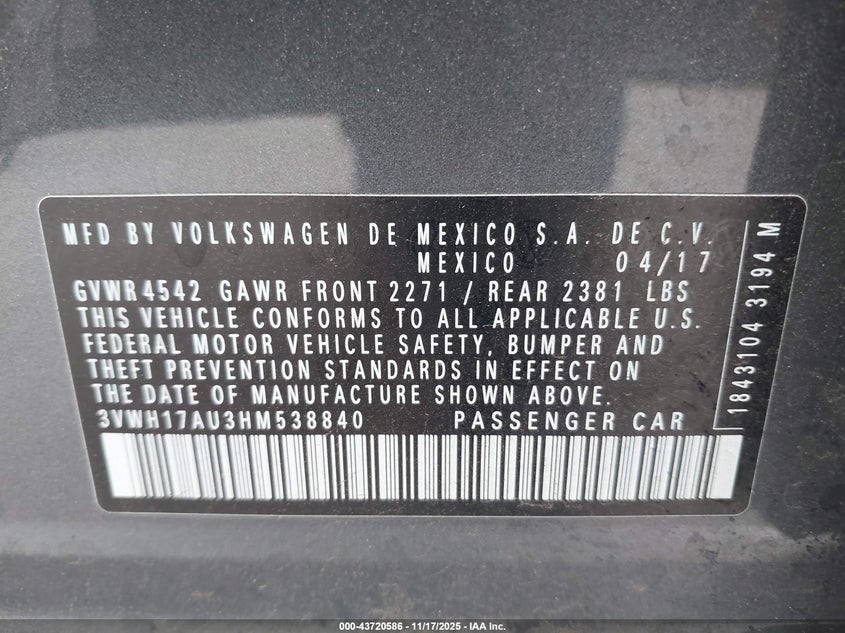 MFD BY VOLKSWAGEN DE MEXICO S.A. DE C.V.
MEXICO 04/17
GVWR4542 GAWR FRONT 2271 / REAR 2381 LBS
THIS VEHICLE CONFORMS TO ALL APPLICABLE U.S.
FEDERAL MOTOR VEHICLE SAFETY, BUMPER AND
THEFT PREVENTION STANDARDS IN EFFECT ON
THE DATE OF MANUFACTURE SHOWN ABOVE.
3VWH17AU3HM538840 PASSENGER CAR
1843104 3194 M
000-43720586 - 11/17/2025 - IAA Inc.